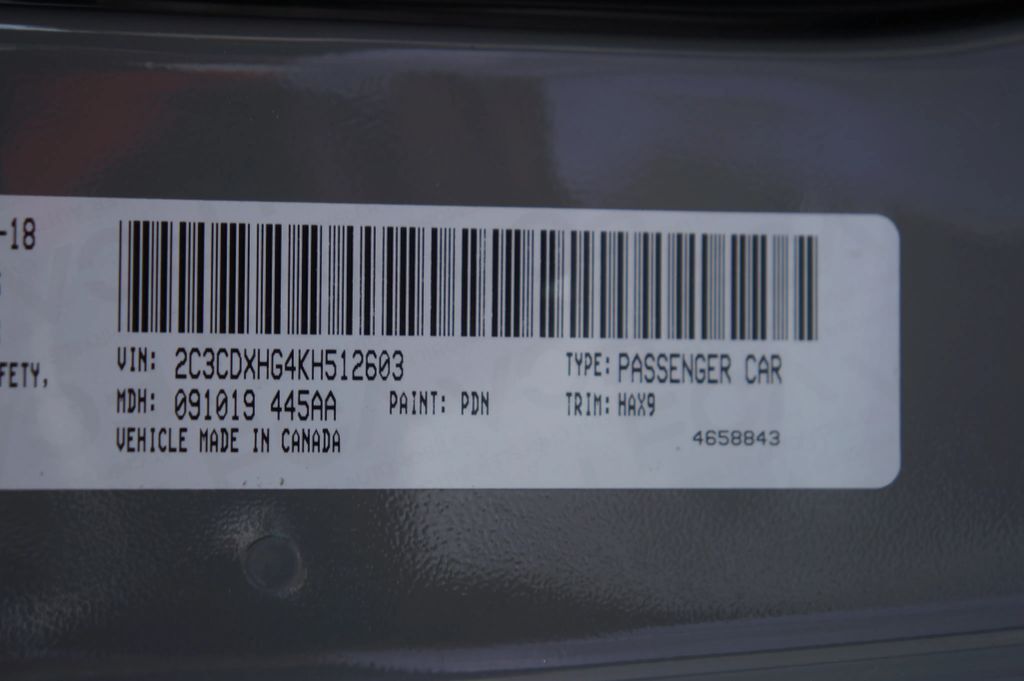 -18
FETY,
VIN: 2C3CDXHG4KH512603 TYPE: PASSENGER CAR
MDH: 091019 445AA PAINT: PDN TRIM: HAX9
VEHICLE MADE IN CANADA 4658843